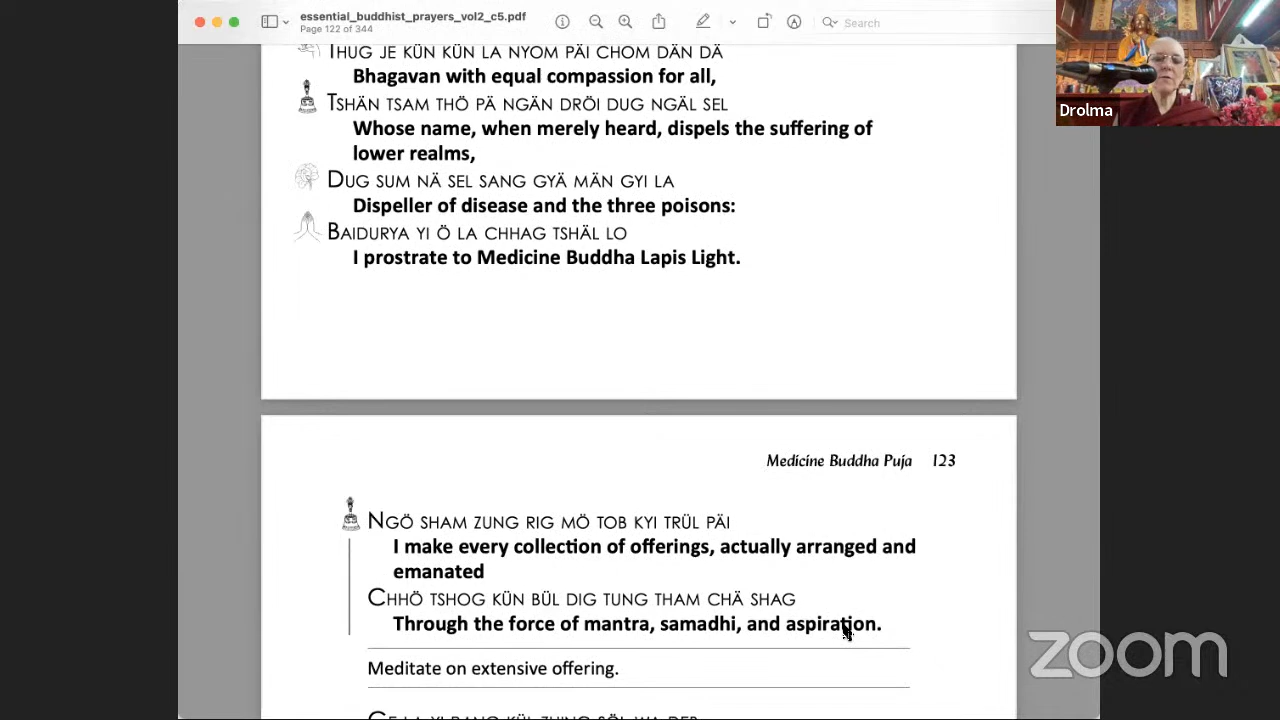 essential_buddhist_prayers_vol2_c5.pdf
Page 122 of 344
Search
Drolma
THUG JE KÜN KÜN LA NYOM PÄI CHOM DÄN DÄ
Bhagavan with equal compassion for all,
TSHÄN TSAM THÖ PÄ NGÄN DRÖI DUG NGÄL SEL
Whose name, when merely heard, dispels the suffering of
lower realms,
DUG SUM NÄ SEL SANG GYÄ MÄN GYI LA
Dispeller of disease and the three poisons:
BAIDURYA YI Ö LA CHHAG TSHÄL LO
I prostrate to Medicine Buddha Lapis Light.
Medicine Buddha Puja 123
NGÖ SHAM ZUNG RIG MÖ TOB KYI TRÜL PÄI
I make every collection of offerings, actually arranged and
emanated
CHHÖ TSHOG KÜN BÜL DIG TUNG THAM CHÄ SHAG
Through the force of mantra, samadhi, and aspiration.
Meditate on extensive offering.
zoom